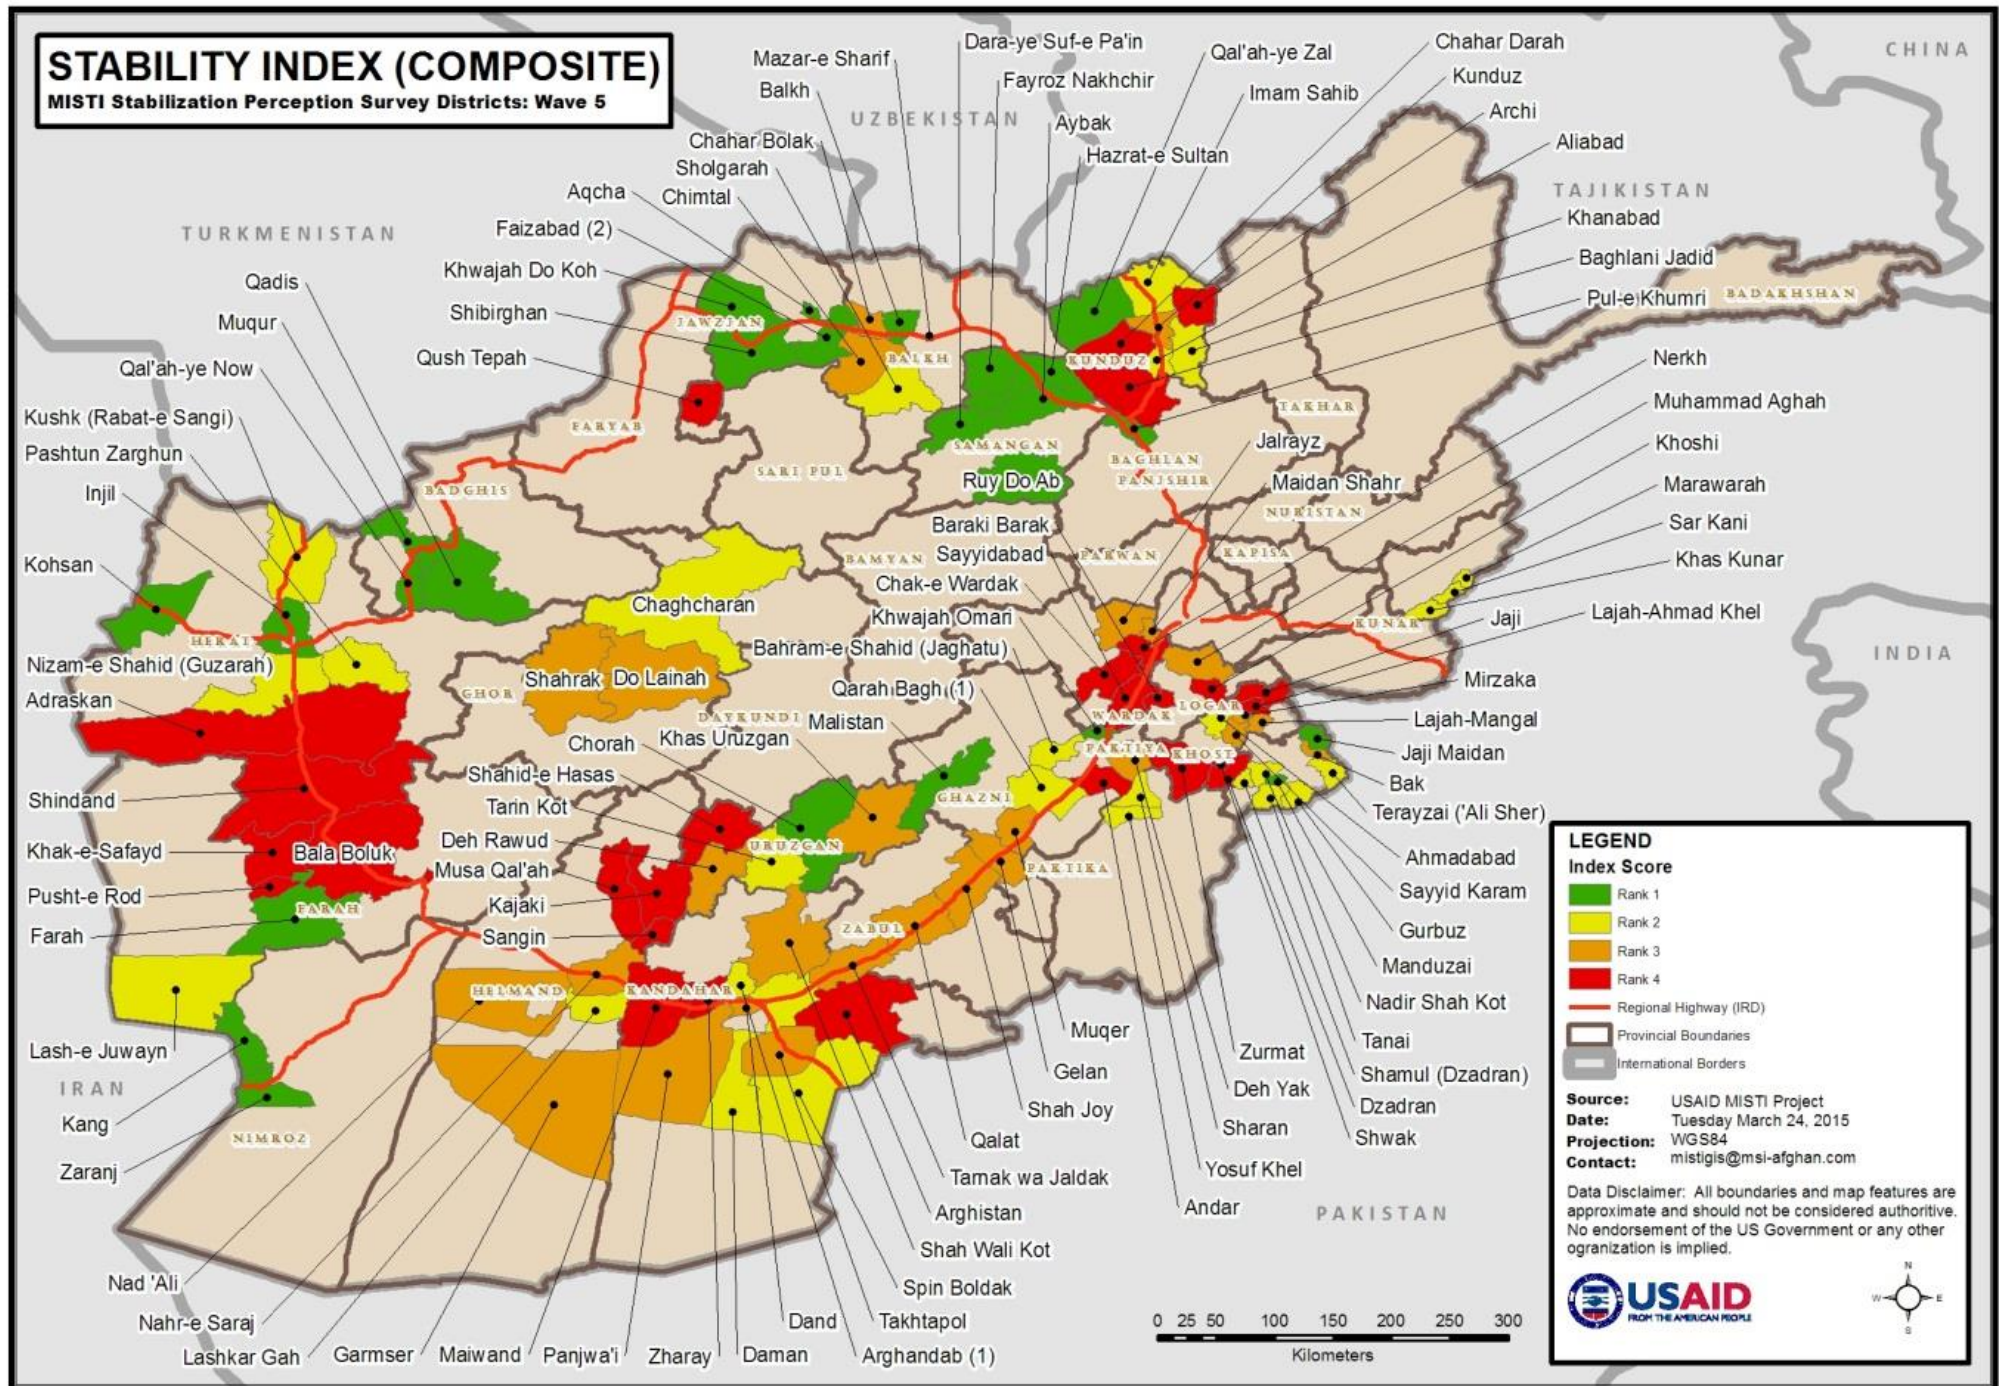 STABILITY INDEX (COMPOSITE)
MISTI Stabilization Perception Survey Districts: Wave 5
CHINA
UZBEKISTAN
TAJIKISTAN
TURKMENISTAN
INDIA
IRAN
PAKISTAN
Mazar-e Sharif
Balkh
Chahar Bolak
Sholgarah
Chimtal
Aqcha
Faizabad (2)
Khwajah Do Koh
Shibirghan
Qush Tepah
Dara-ye Suf-e Pa'in
Fayroz Nakhchir
Aybak
Hazrat-e Sultan
Qal'ah-ye Zal
Imam Sahib
Chahar Darah
Kunduz
Archi
Aliabad
Khanabad
Baghlani Jadid
Pul-e Khumri
Nerkh
Muhammad Aghah
Khoshi
Marawarah
Sar Kani
Khas Kunar
Lajah-Ahmad Khel
Jaji
Mirzaka
Lajah-Mangal
Jaji Maidan
Bak
Terayzai ('Ali Sher)
Ahmadabad
Sayyid Karam
Gurbuz
Manduzai
Nadir Shah Kot
Tanai
Shamul (Dzadran)
Dzadran
Shwak
Zurmat
Deh Yak
Sharan
Yosuf Khel
Andar
Muqer
Gelan
Shah Joy
Qalat
Tarnak wa Jaldak
Arghistan
Shah Wali Kot
Spin Boldak
Takhtapol
Arghandab (1)
Dand
Daman
Zharay
Panjwa'i
Maiwand
Garmser
Lashkar Gah
Nahr-e Saraj
Nad 'Ali
Zaranj
Kang
Lash-e Juwayn
Farah
Pusht-e Rod
Khak-e-Safayd
Bala Boluk
Shindand
Adraskan
Nizam-e Shahid (Guzarah)
Kohsan
Injil
Pashtun Zarghun
Kushk (Rabat-e Sangi)
Qal'ah-ye Now
Muqur
Qadis
Jalrayz
Maidan Shahr
Ruy Do Ab
Baraki Barak
Sayyidabad
Chak-e Wardak
Khwajah Omari
Bahram-e Shahid (Jaghatu)
Qarah Bagh (1)
Malistan
Khas Uruzgan
Chorah
Shahid-e Hasas
Tarin Kot
Deh Rawud
Musa Qal'ah
Kajaki
Sangin
Chaghcharan
Shahrak
Do Lainah
JAWZJAN
BALKH
KUNDUZ
BADAKHSHAN
TAKHAR
FARYAB
SARI PUL
SAMANGAN
BAGHLAN
PANJSHIR
NURISTAN
BADGHIS
BAMYAN
PARWAN
KAPISA
KUNAR
HERAT
GHOR
DAYKUNDI
WARDAK
LOGAR
PAKTIYA
KHOST
GHAZNI
URUZGAN
PAKTIKA
ZABUL
FARAH
HELMAND
KANDAHAR
NIMROZ
LEGEND
Index Score
Rank 1
Rank 2
Rank 3
Rank 4
Regional Highway (IRD)
Provincial Boundaries
International Borders
Source: USAID MISTI Project
Date: Tuesday March 24, 2015
Projection: WGS84
Contact: mistigis@msi-afghan.com
Data Disclaimer: All boundaries and map features are
approximate and should not be considered authoritive.
No endorsement of the US Government or any other
ogranization is implied.
USAID
FROM THE AMERICAN PEOPLE
N
W E
S
0 25 50 100 150 200 250 300
Kilometers